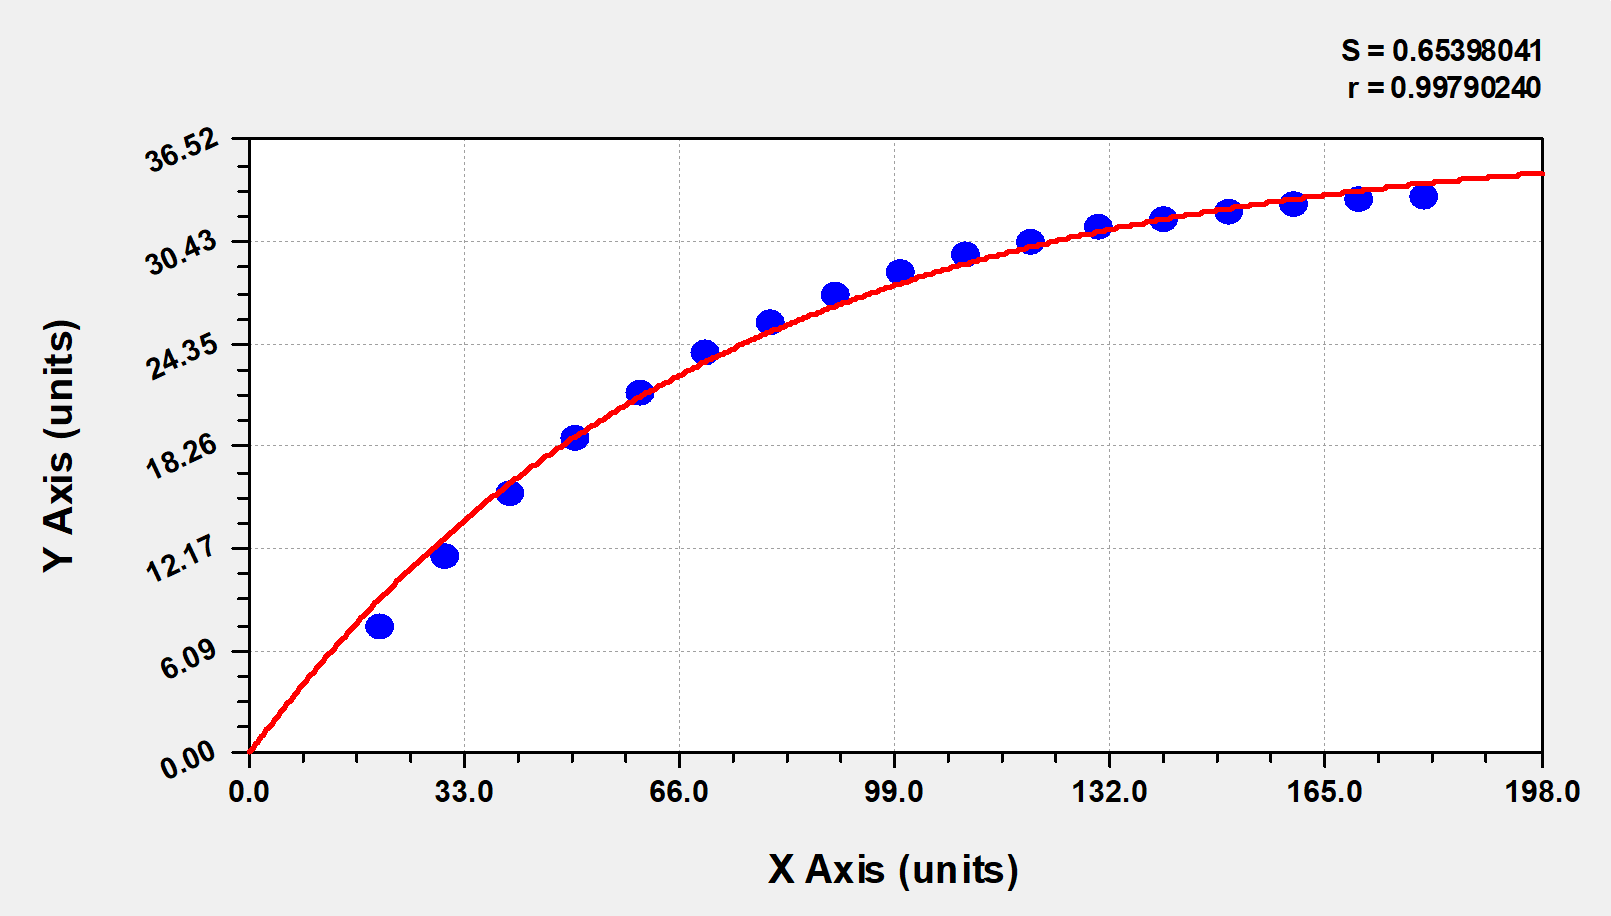 S = 0.65398041
r = 0.99790240
36.52
30.43
24.35
18.26
12.17
6.09
0.00
Y Axis (units)
0.0 33.0 66.0 99.0 132.0 165.0 198.0
X Axis (units)